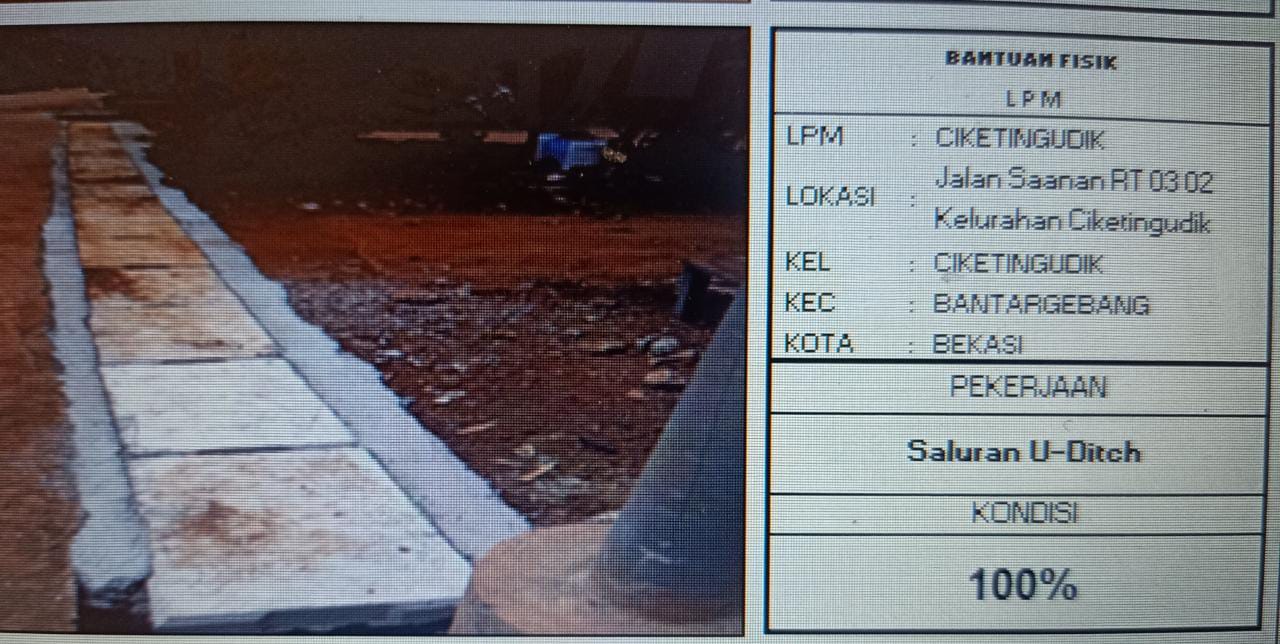 BANTUAN FISIK
LPM
LPM : CIKETINGUDIK
LOKASI : Jalan Saanan RT 03 02
Kelurahan Ciketingudik
KEL : CIKETINGUDIK
KEC : BANTARGEBANG
KOTA : BEKASI
PEKERJAAN
Saluran U-Ditch
KONDISI
100%